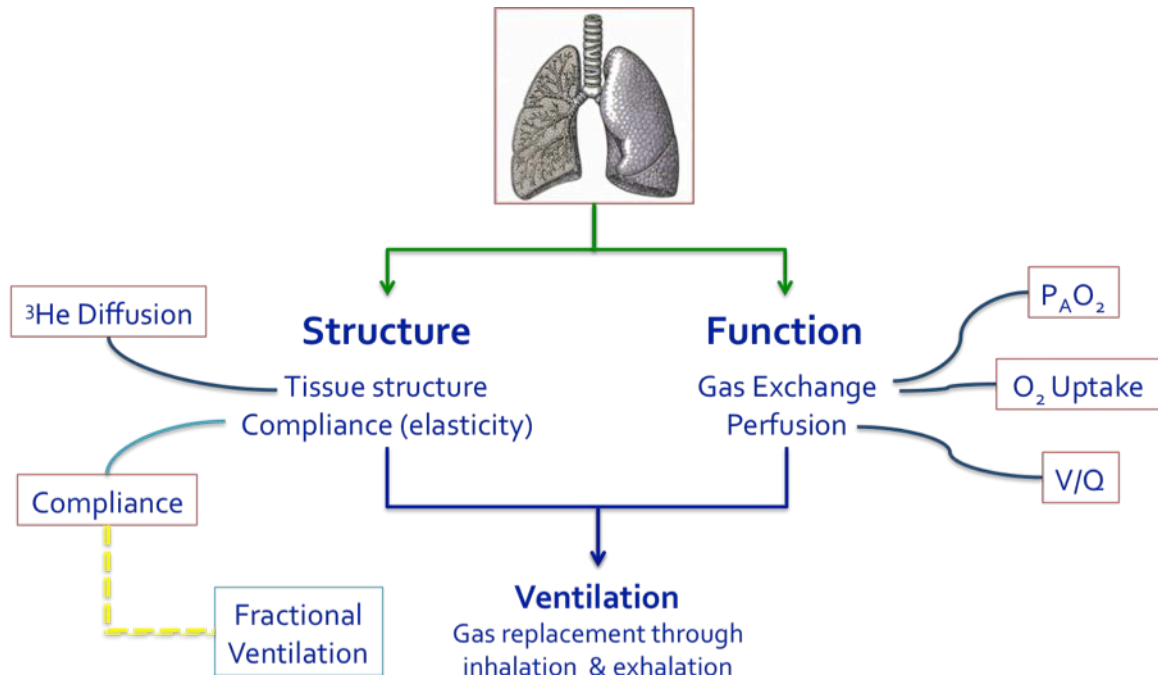 ³He Diffusion
Structure
Tissue structure
Compliance (elasticity)
Compliance
Fractional
Ventilation
Function
Gas Exchange
Perfusion
PAO₂
O₂ Uptake
V/Q
Ventilation
Gas replacement through
inhalation & exhalation